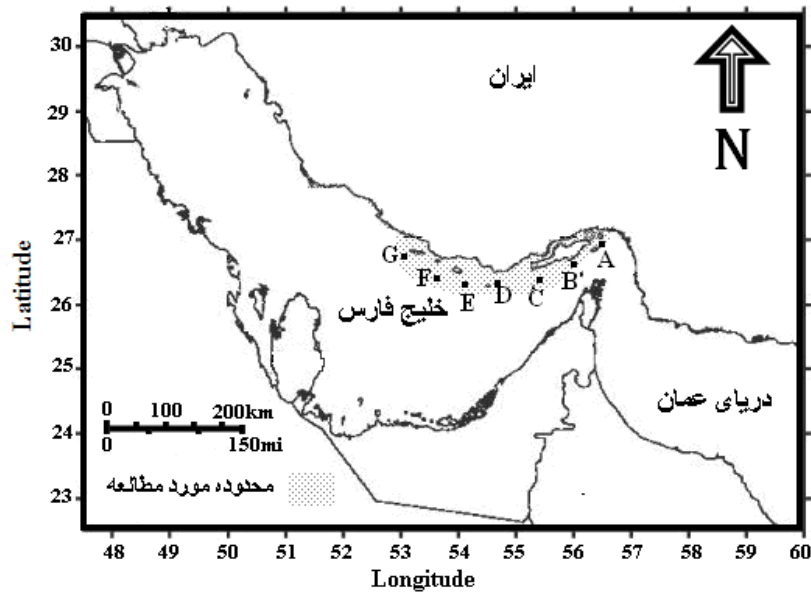 30
29
28
27
26
25
24
23
Latitude
ایران
N
G
F
E
D
C
B
A
خلیج فارس
دریای عمان
0 100 200km
0 150mi
محدوده مورد مطالعه
48 49 50 51 52 53 54 55 56 57 58 59 60
Longitude